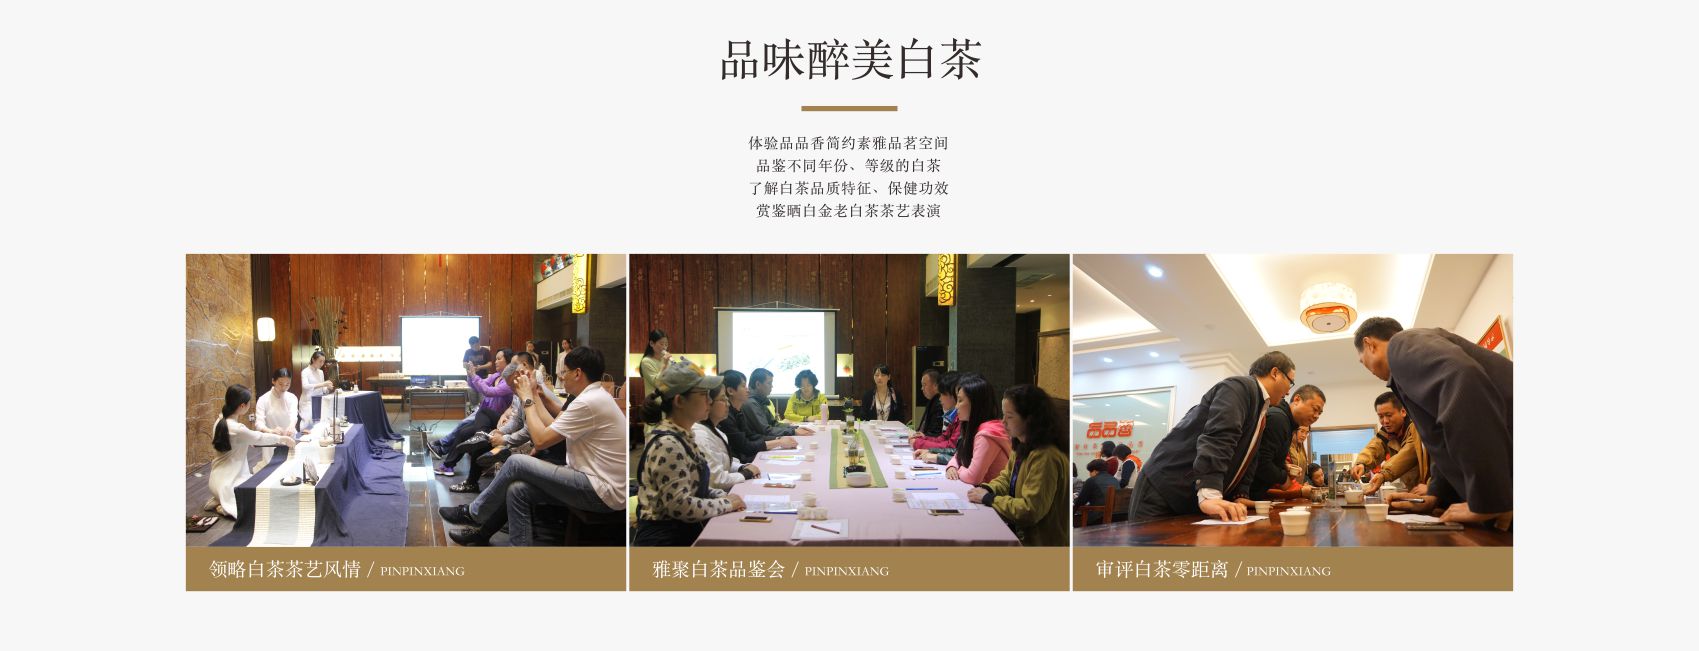 品味醉美白茶
体验品品香简约素雅品茗空间
品鉴不同年份、等级的白茶
了解白茶品质特征、保健功效
赏鉴晒白金老白茶茶艺表演
品品香
领略白茶茶艺风情 / PINPINXIANG
雅聚白茶品鉴会 / PINPINXIANG
审评白茶零距离 / PINPINXIANG